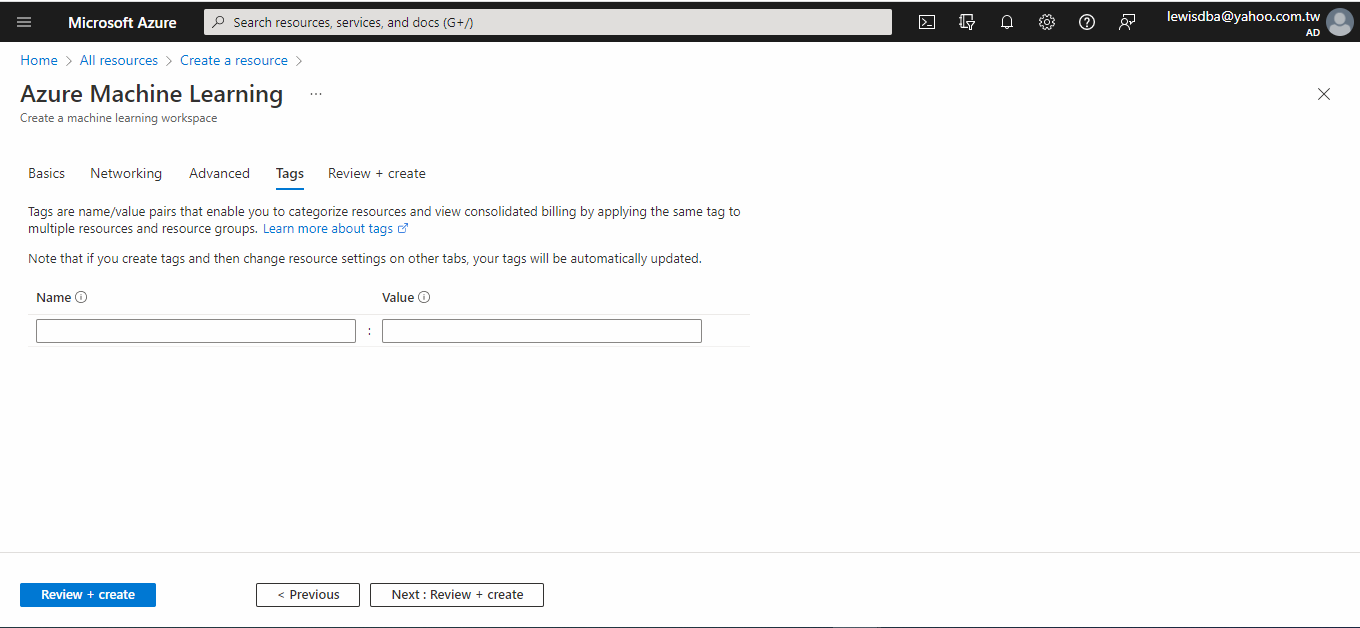 Microsoft Azure
Search resources, services, and docs (G+/)
lewisdba@yahoo.com.tw
AD
Home > All resources > Create a resource >
Azure Machine Learning ...
Create a machine learning workspace
Basics Networking Advanced Tags Review + create
Tags are name/value pairs that enable you to categorize resources and view consolidated billing by applying the same tag to
multiple resources and resource groups. Learn more about tags
Note that if you create tags and then change resource settings on other tabs, your tags will be automatically updated.
Name Value
:
Review + create < Previous Next : Review + create